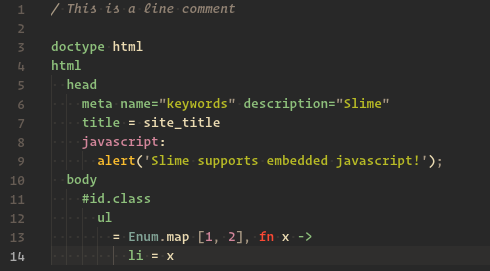 1 / This is a line comment
2
3 doctype html
4 html
5   head
6     meta name="keywords" description="Slime"
7     title = site_title
8     javascript:
9       alert('Slime supports embedded javascript!');
10   body
11     #id.class
12       ul
13         = Enum.map [1, 2], fn x ->
14           li = x